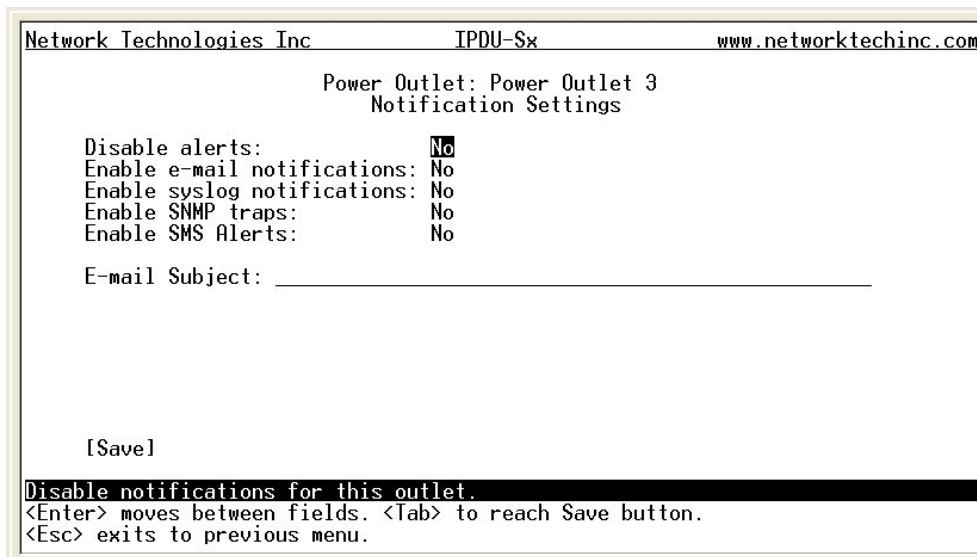 Network Technologies Inc IPDU-Sx www.networktechinc.com
Power Outlet: Power Outlet 3
Notification Settings
Disable alerts: No
Enable e-mail notifications: No
Enable syslog notifications: No
Enable SNMP traps: No
Enable SMS Alerts: No
E-mail Subject:
[Save]
Disable notifications for this outlet.
<Enter> moves between fields. <Tab> to reach Save button.
<Esc> exits to previous menu.